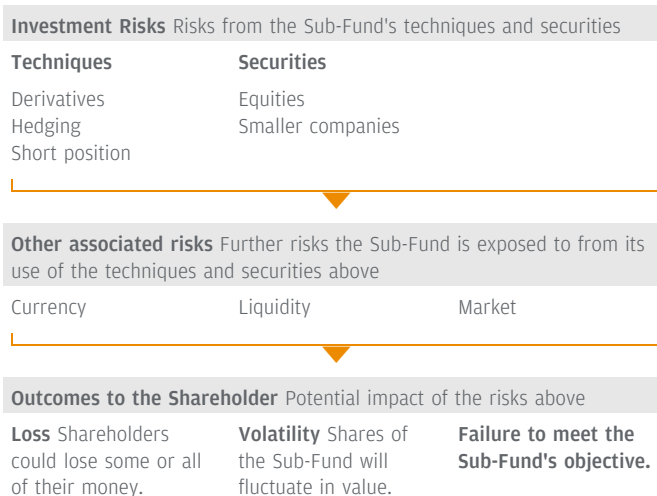 Investment Risks Risks from the Sub-Fund's techniques and securities
Techniques
Securities
Derivatives
Equities
Hedging
Smaller companies
Short position
Other associated risks Further risks the Sub-Fund is exposed to from its
use of the techniques and securities above
Currency
Liquidity
Market
Outcomes to the Shareholder Potential impact of the risks above
Loss Shareholders
could lose some or all
of their money.
Volatility Shares of
the Sub-Fund will
fluctuate in value.
Failure to meet the
Sub-Fund's objective.